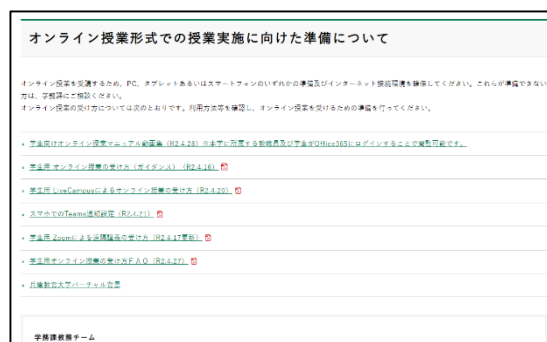 オンライン授業形式での授業実施に向けた準備について
オンライン授業を受講するため、PC、タブレットあるいはスマートフォンのいずれかの準備及びインターネット接続環境を確保してください。これらが準備できない
方は、学務課にご相談ください。
オンライン授業の受け方については次のとおりです。利用方法等を確認し、オンライン授業を受けるための準備を行ってください。
学生向けオンライン授業マニュアル動画集（R2.4.28）※本学に所属する教職員及び学生がOffice365にログインすることで閲覧可能です。
学生用 オンライン授業の受け方（ガイダンス）（R2.4.16）
学生用 LiveCampusによるオンライン授業の受け方（R2.4.20）
スマホでのTeams通知設定（R2.4.21）
学生用 Zoomによる遠隔講義の受け方（R2.4.17更新）
学生用オンライン授業の受け方FAQ（R2.4.27）
兵庫教育大学バーチャル背景
学務課教務チーム